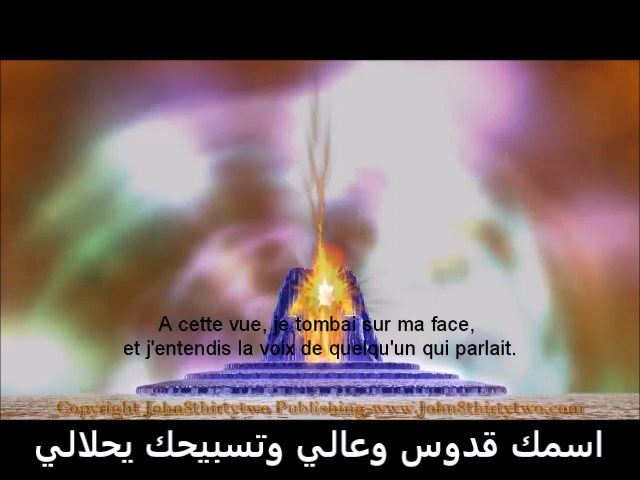 A cette vue, je tombai sur ma face,
et j'entendis la voix de quelqu'un qui parlait.
Copyright John8thirtytwo Publishing-www.john8thirtytwo.com
اسمك قدوس وعالي وتسبيحك يحلالي